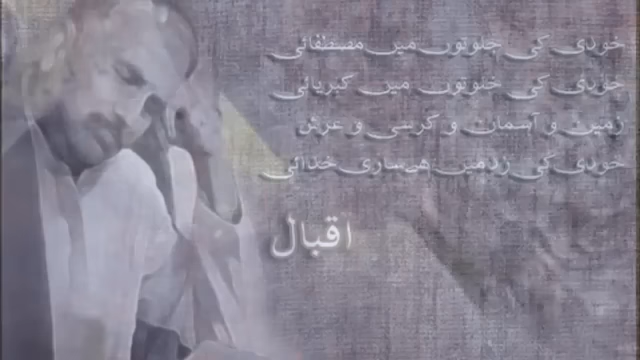 خودی کی جلوتوں میں مصطفائی
خودی کی خلوتوں میں کبریائی
زمین و آسمان و کرسی و عرش
خودی کی زد میں ہے ساری خدائی
اقبال